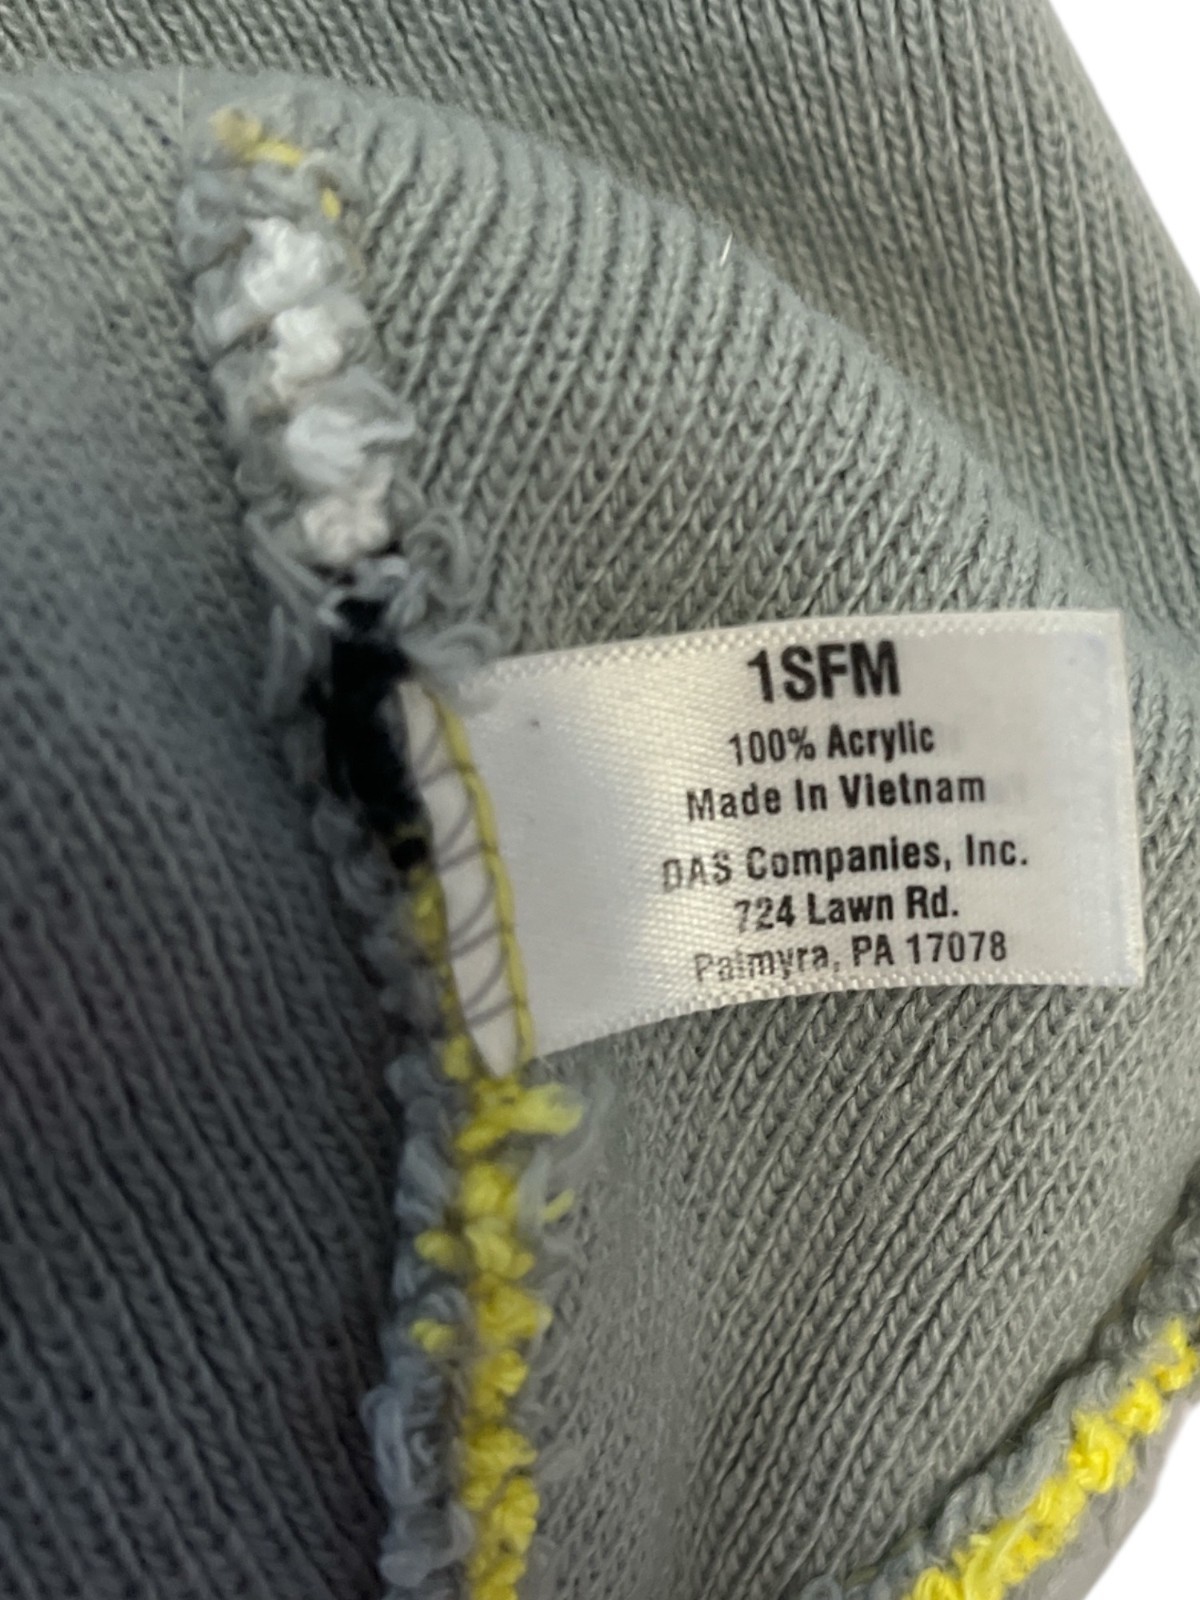 1SFM
100% Acrylic
Made In Vietnam
DAS Companies, Inc.
724 Lawn Rd.
Palmyra, PA 17078